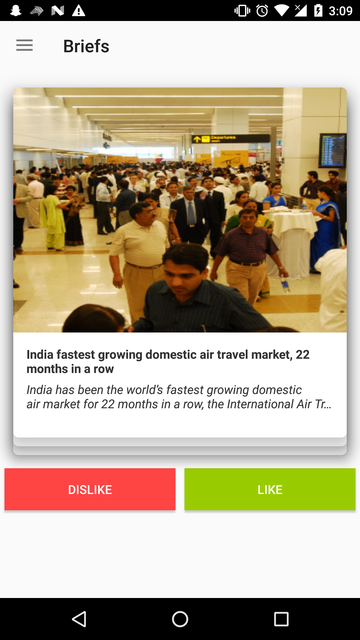 3:09
Briefs
Departures
India fastest growing domestic air travel market, 22
months in a row
India has been the world's fastest growing domestic
air market for 22 months in a row, the International Air Tr...
DISLIKE
LIKE